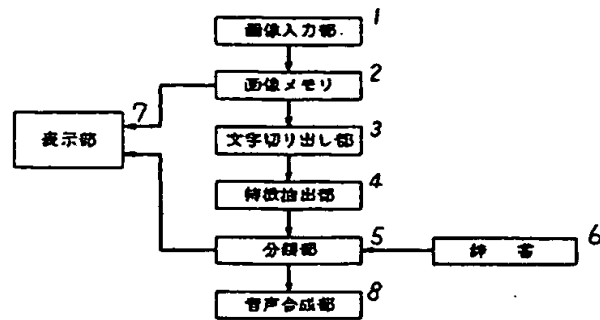 画像入力部 1
画像メモリ 2
7
表示部
文字切り出し部 3
特徴抽出部 4
分類部 5
辞書 6
音声合成部 8